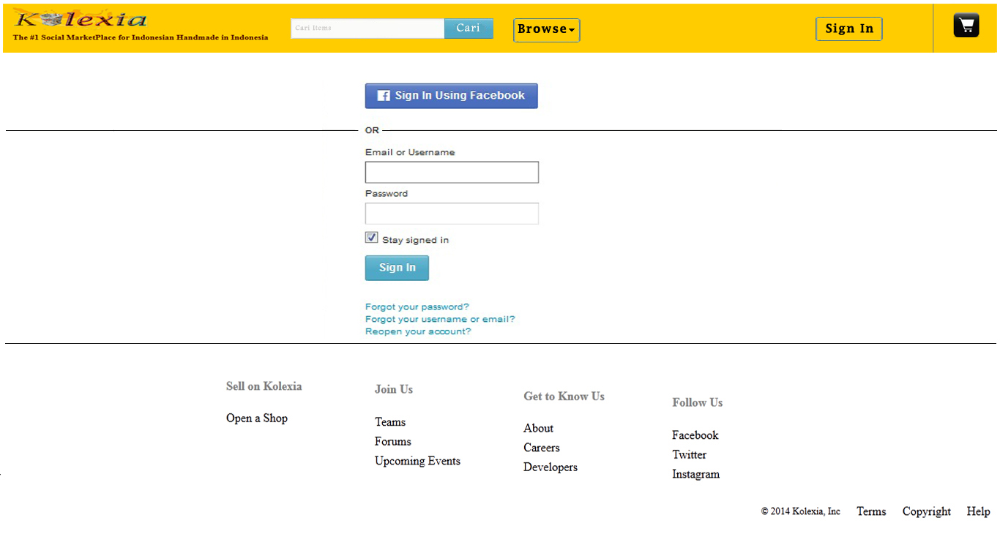 Kolexia
The #1 Social MarketPlace for Indonesian Handmade in Indonesia
Cari Items
Cari
Browse
Sign In
Sign In Using Facebook
OR
Email or Username
Password
Stay signed in
Sign In
Forgot your password?
Forgot your username or email?
Reopen your account?
Sell on Kolexia
Open a Shop
Join Us
Teams
Forums
Upcoming Events
Get to Know Us
About
Careers
Developers
Follow Us
Facebook
Twitter
Instagram
© 2014 Kolexia, Inc Terms Copyright Help